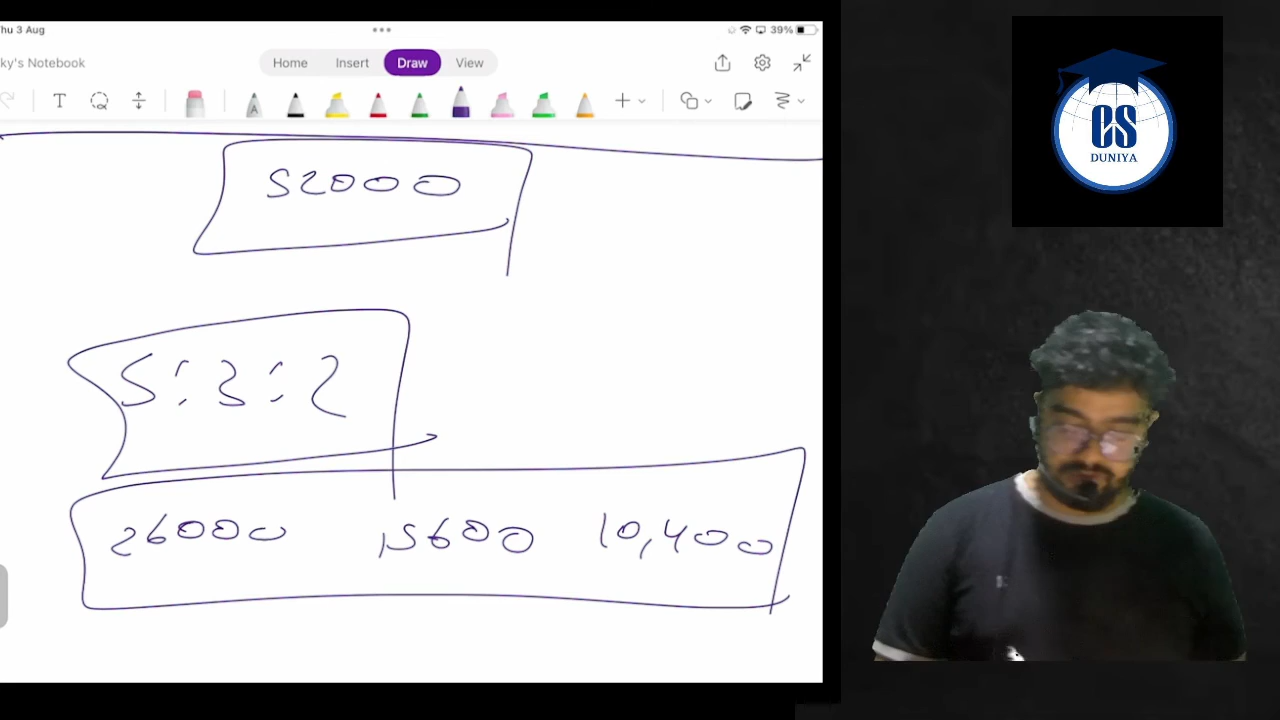 Thu 3 Aug
39%
ky's Notebook
Home Insert Draw View
52000
5 : 3 : 2
26000 15600 10,400
CS
DUNIYA